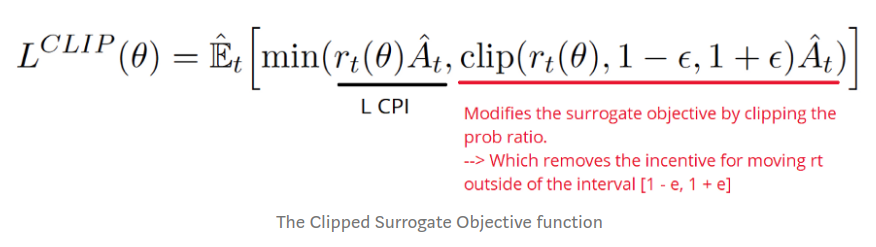 L^{CLIP}(θ) = Ê_t[min(r_t(θ)Â_t, clip(r_t(θ), 1 − ϵ, 1 + ϵ)Â_t)]
L CPI
Modifies the surrogate objective by clipping the
prob ratio.
--> Which removes the incentive for moving rt
outside of the interval [1 - e, 1 + e]
The Clipped Surrogate Objective function